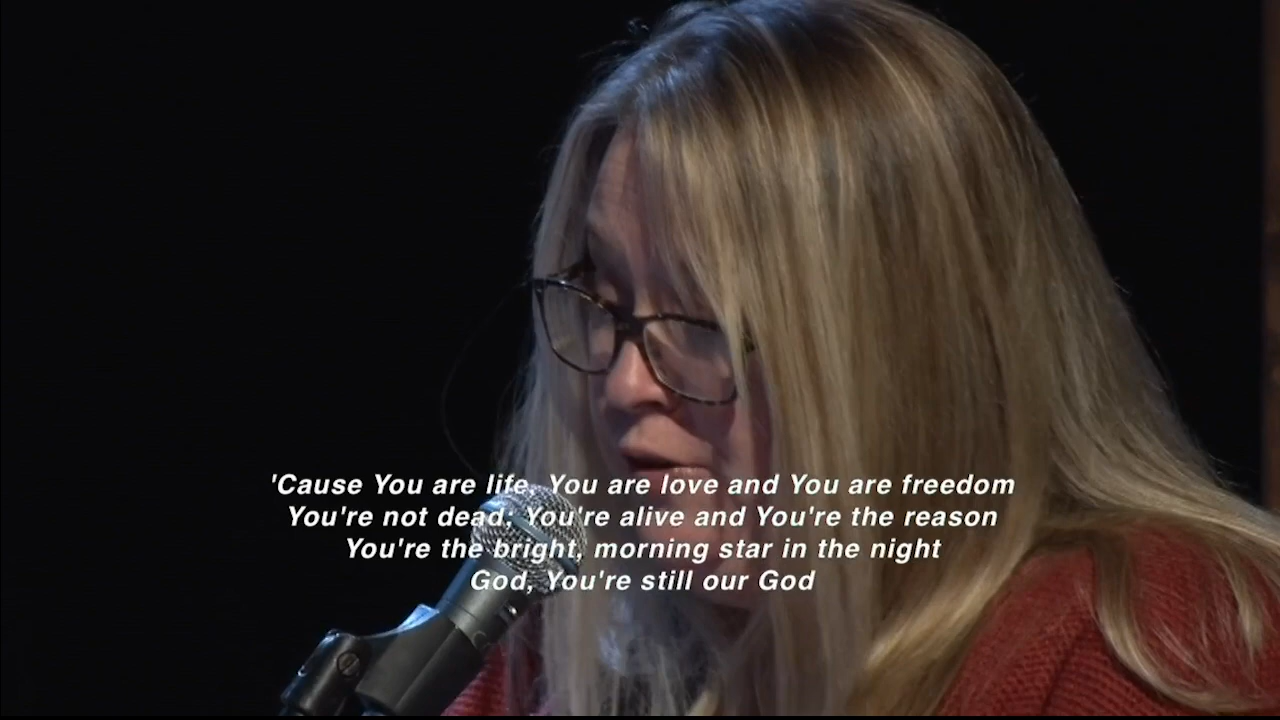 'Cause You are life, You are love and You are freedom
You're not dead; You're alive and You're the reason
You're the bright, morning star in the night
God, You're still our God